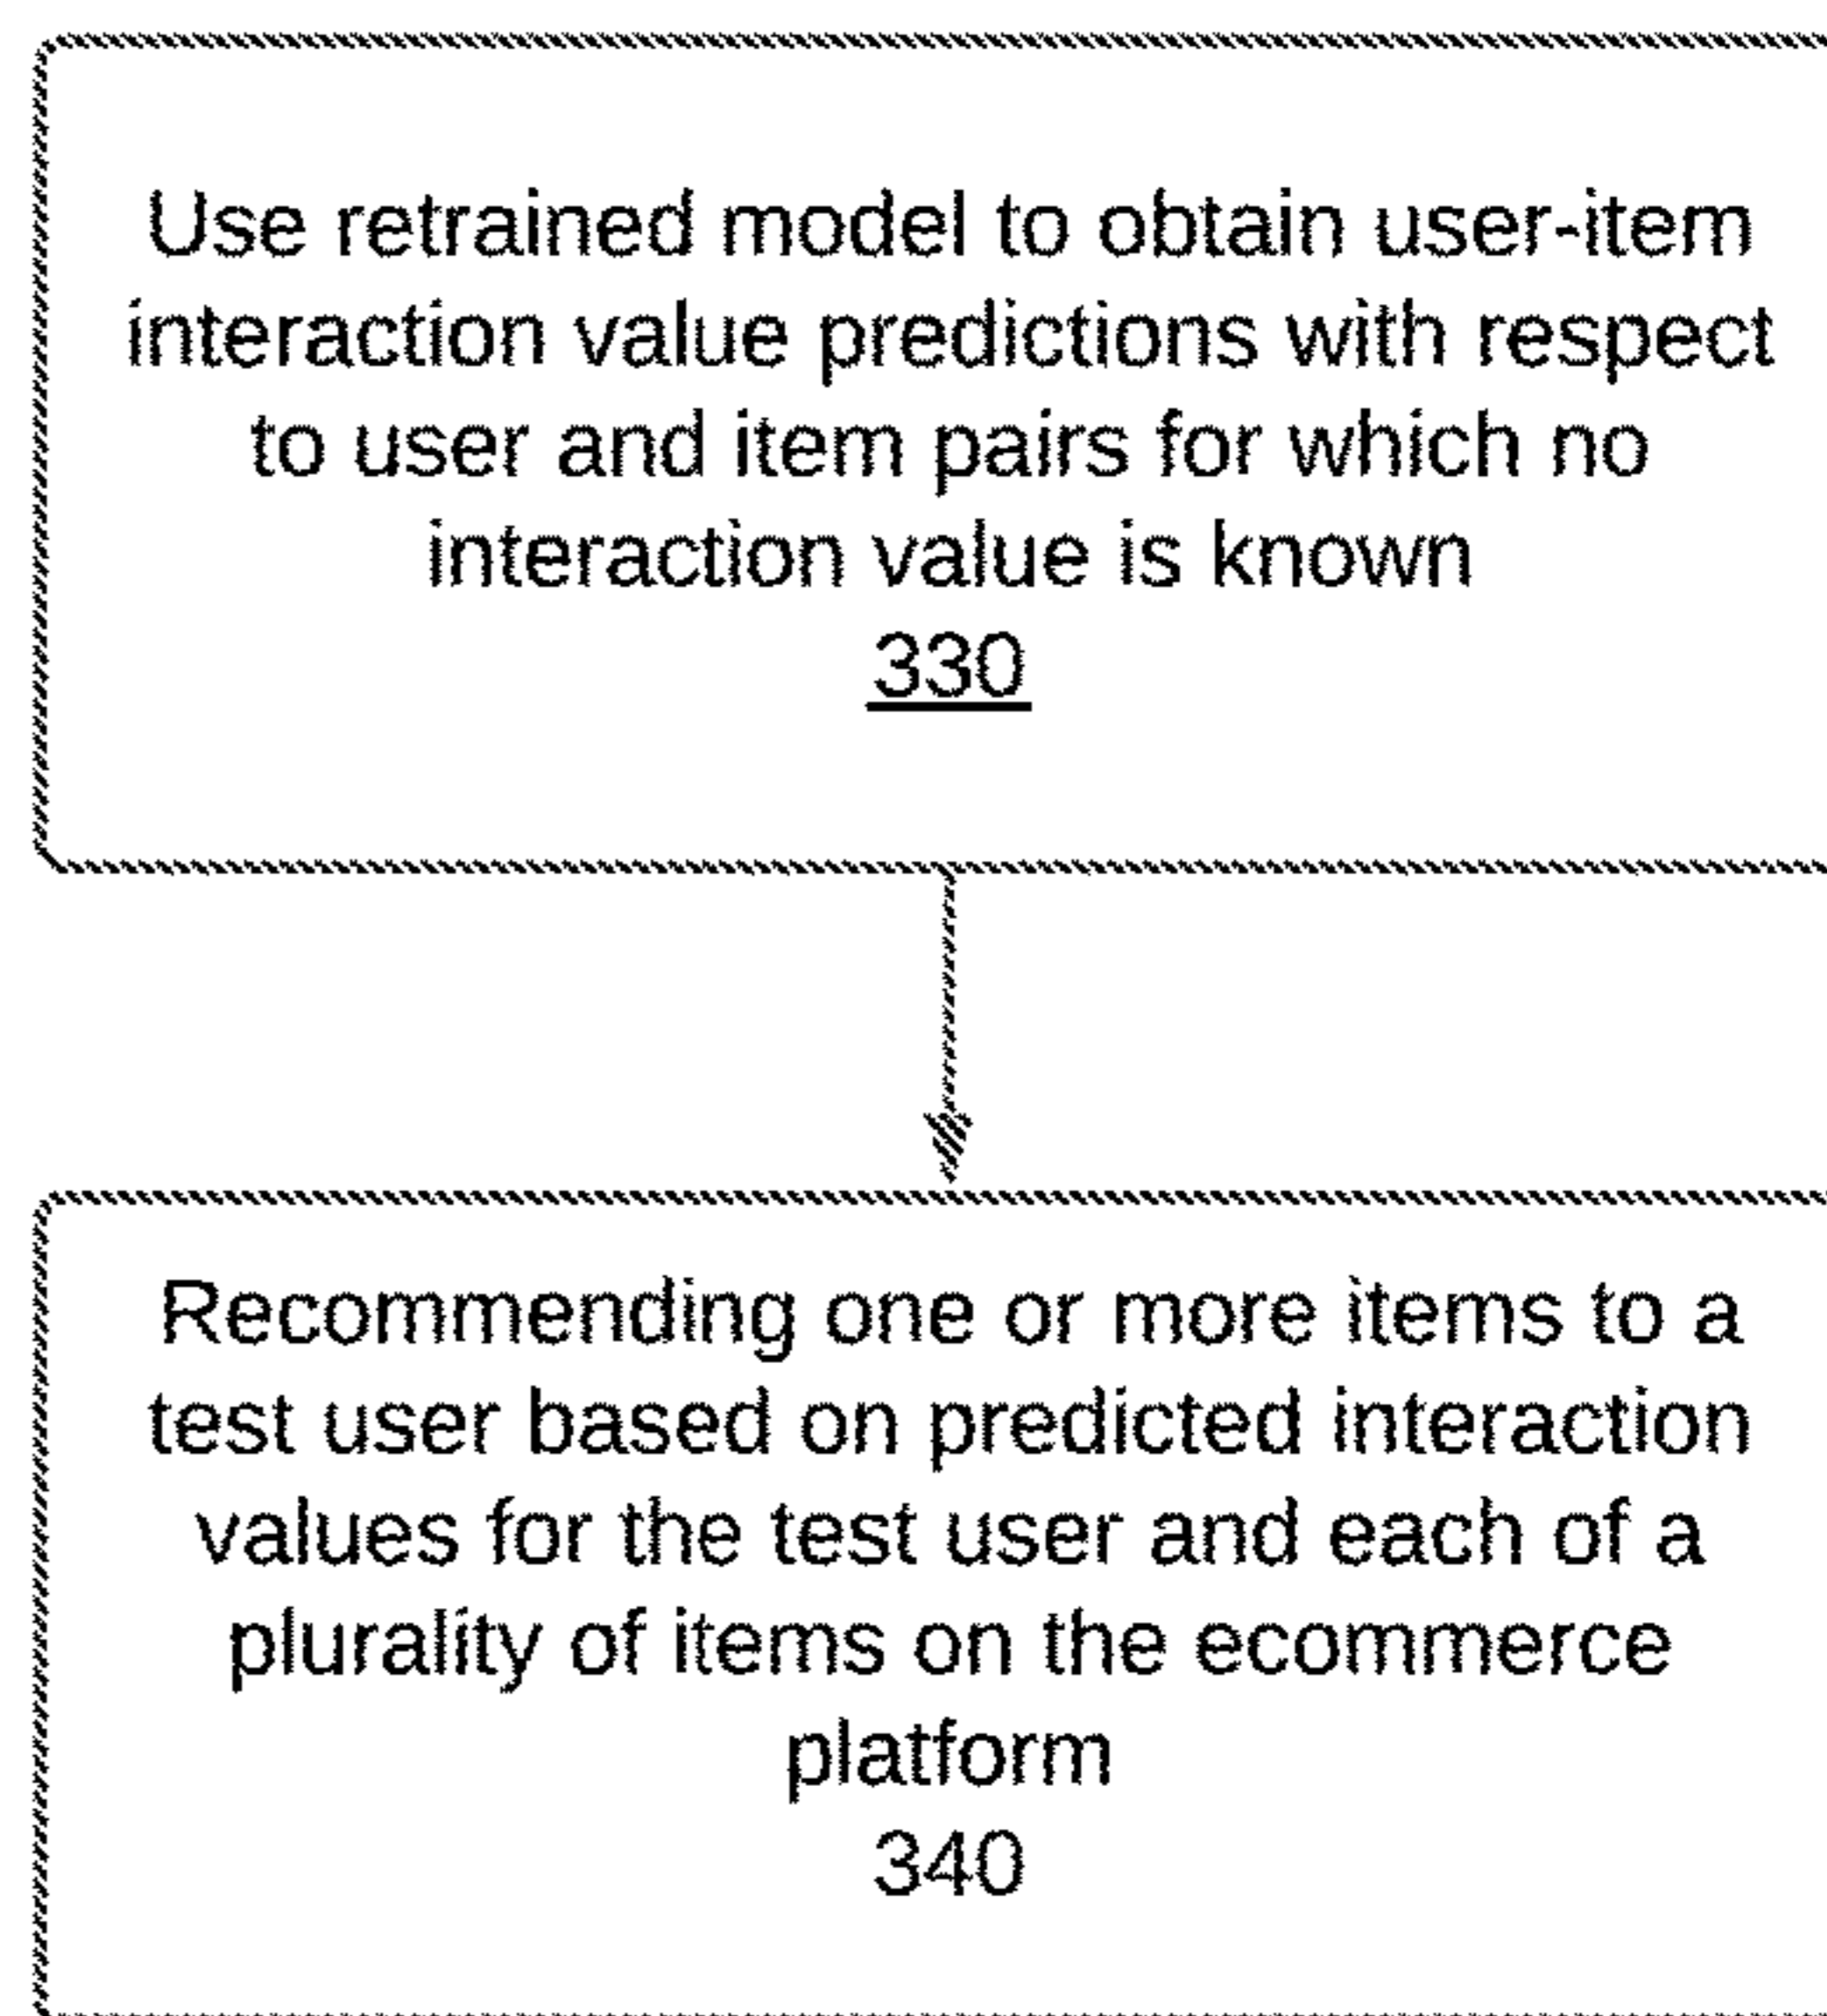 Use retrained model to obtain user-item
interaction value predictions with respect
to user and item pairs for which no
interaction value is known
330
Recommending one or more items to a
test user based on predicted interaction
values for the test user and each of a
plurality of items on the ecommerce
platform
340